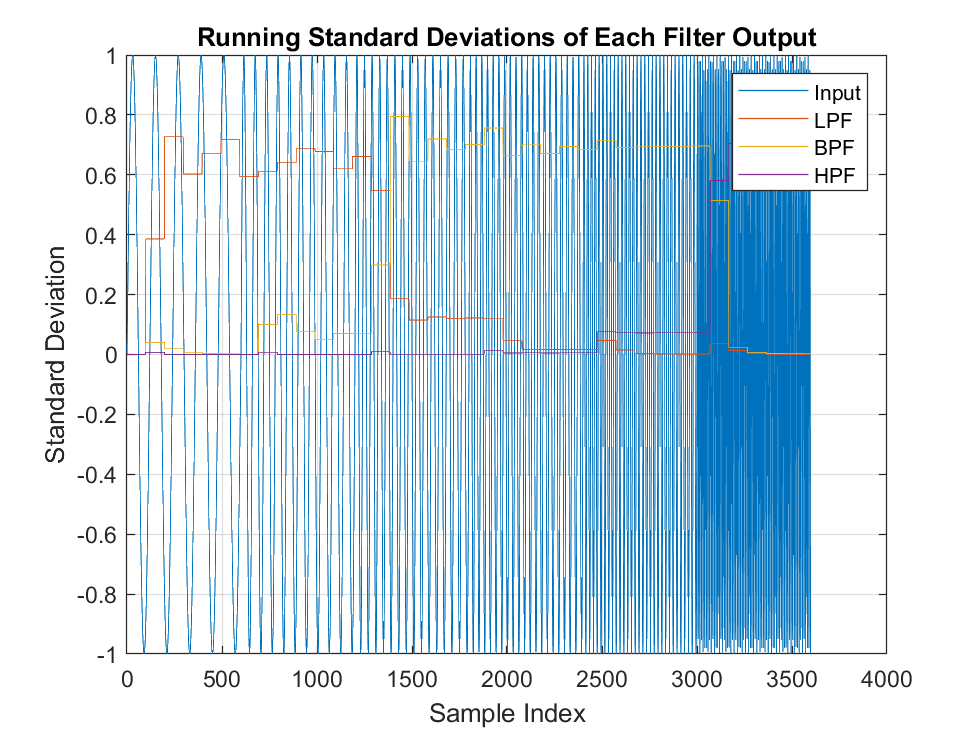 Running Standard Deviations of Each Filter Output
Standard Deviation
1
0.8
0.6
0.4
0.2
0
-0.2
-0.4
-0.6
-0.8
-1
Input
LPF
BPF
HPF
0 500 1000 1500 2000 2500 3000 3500 4000
Sample Index